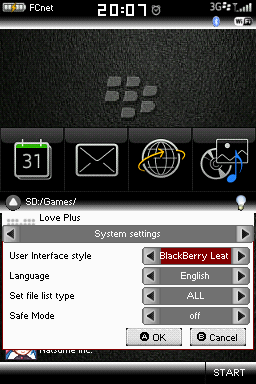 FCnet
20:07
3G
WiFi
31
SD:/Games/
Love Plus
System settings
User Interface style
BlackBerry Leat
Language
English
Set file list type
ALL
Safe Mode
off
A OK
B Cancel
Natsume Inc.
START